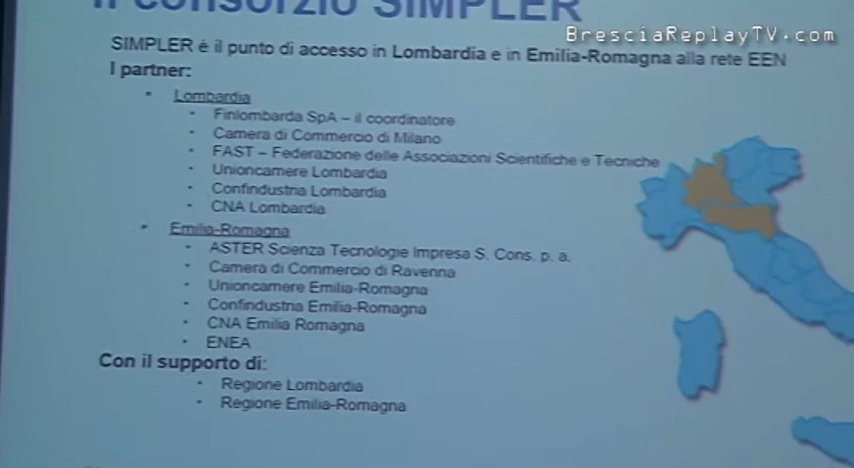 Il consorzio SIMPLER
BresciaReplayTV.com
SIMPLER è il punto di accesso in Lombardia e in Emilia-Romagna alla rete EEN
I partner:
• Lombardia
• Finlombarda SpA – il coordinatore
• Camera di Commercio di Milano
• FAST – Federazione delle Associazioni Scientifiche e Tecniche
• Unioncamere Lombardia
• Confindustria Lombardia
• CNA Lombardia
• Emilia-Romagna
• ASTER Scienza Tecnologie Impresa S. Cons. p. a.
• Camera di Commercio di Ravenna
• Unioncamere Emilia-Romagna
• Confindustria Emilia-Romagna
• CNA Emilia Romagna
• ENEA
Con il supporto di:
• Regione Lombardia
• Regione Emilia-Romagna